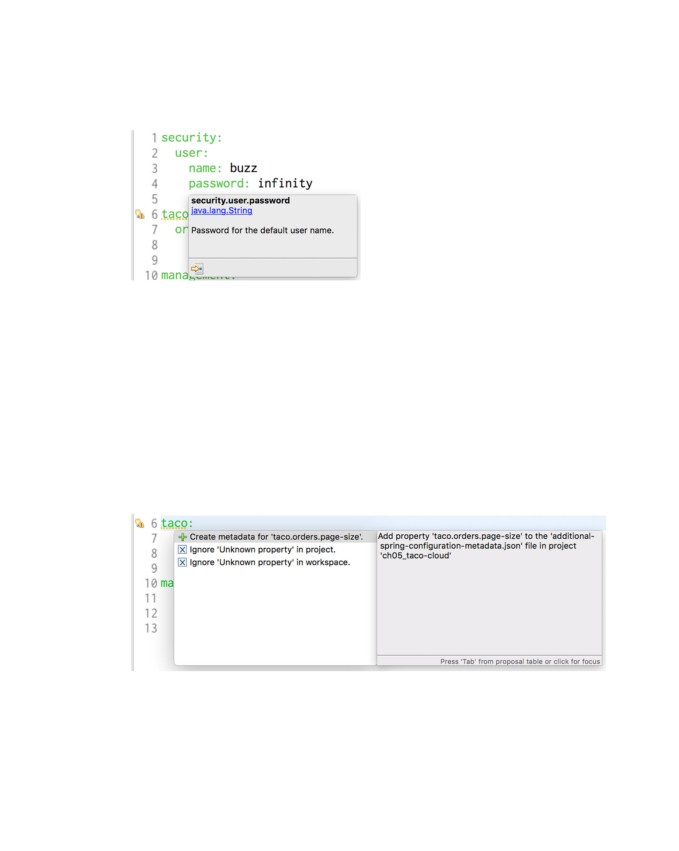 1 security:
2 user:
3 name: buzz
4 password: infinity
5
security.user.password
6 taco
java.lang.String
7 or
Password for the default user name.
8
9
10 management:
6 taco:
7
Create metadata for 'taco.orders.page-size'.
8
Ignore 'Unknown property' in project.
9
Ignore 'Unknown property' in workspace.
10 ma
11
12
13
Add property 'taco.orders.page-size' to the 'additional-
spring-configuration-metadata.json' file in project
'ch05_taco-cloud'
Press 'Tab' from proposal table or click for focus